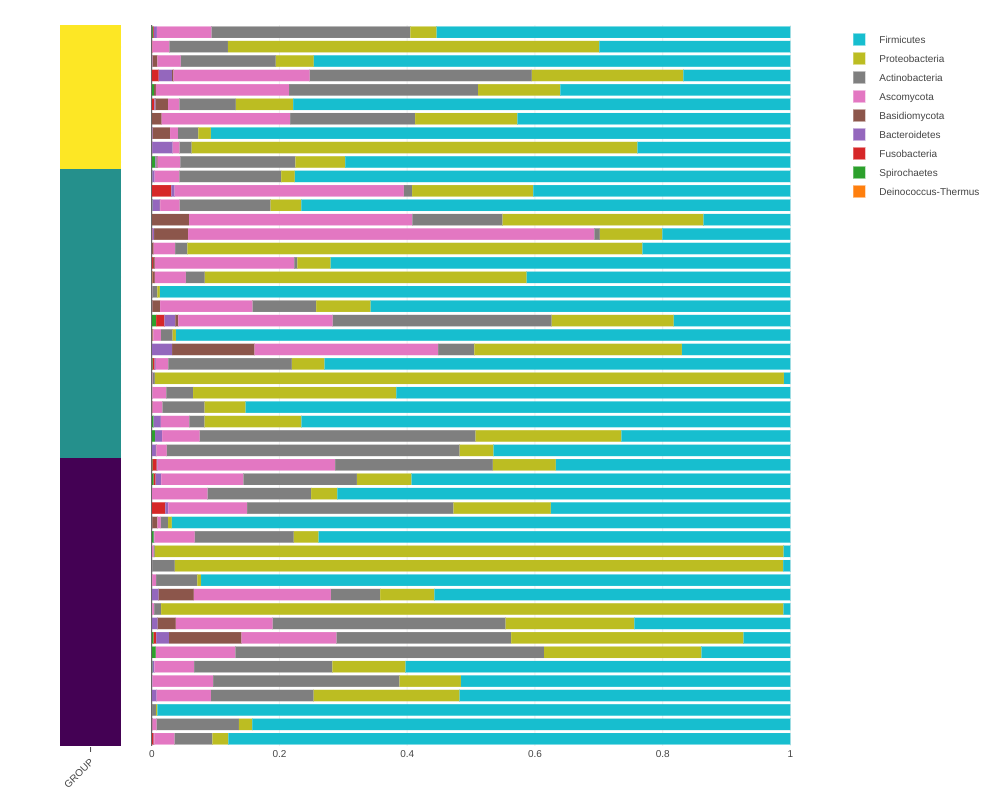 Firmicutes
Proteobacteria
Actinobacteria
Ascomycota
Basidiomycota
Bacteroidetes
Fusobacteria
Spirochaetes
Deinococcus-Thermus
0 0.2 0.4 0.6 0.8 1
GROUP